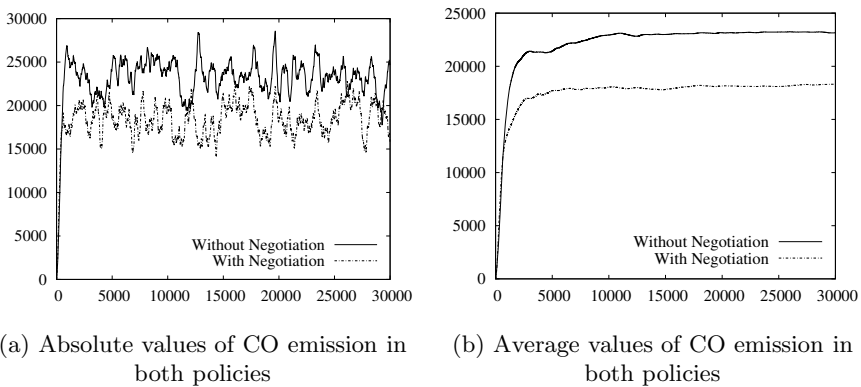 30000
25000
20000
15000
10000
5000
0
Without Negotiation
With Negotiation
0 5000 10000 15000 20000 25000 30000
(a) Absolute values of CO emission in
both policies
25000
20000
15000
10000
5000
0
Without Negotiation
With Negotiation
0 5000 10000 15000 20000 25000 30000
(b) Average values of CO emission in
both policies